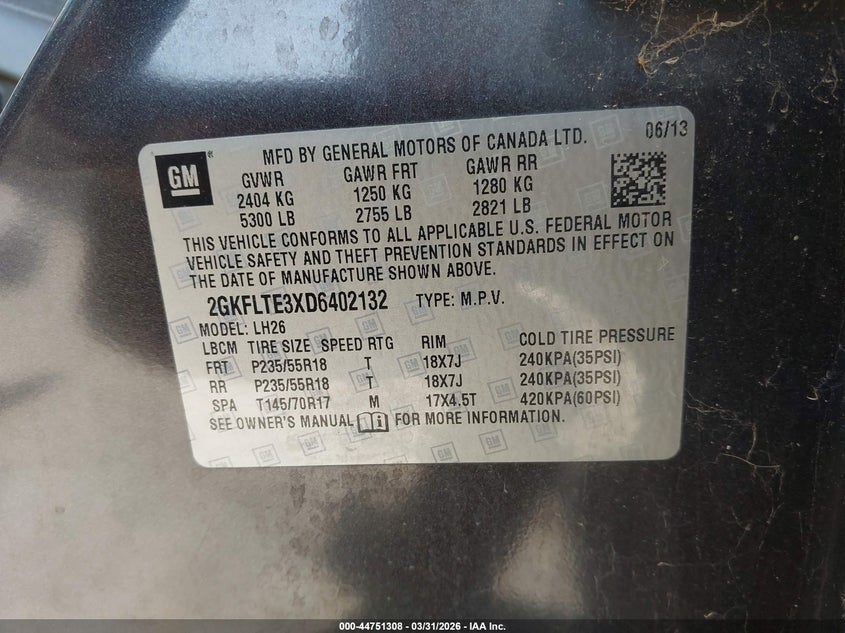 GM
MFD BY GENERAL MOTORS OF CANADA LTD.
06/13
GVWR GAWR FRT GAWR RR
2404 KG 1250 KG 1280 KG
5300 LB 2755 LB 2821 LB
THIS VEHICLE CONFORMS TO ALL APPLICABLE U.S. FEDERAL MOTOR
VEHICLE SAFETY AND THEFT PREVENTION STANDARDS IN EFFECT ON
THE DATE OF MANUFACTURE SHOWN ABOVE.
2GKFLTE3XD6402132 TYPE: M.P.V.
MODEL: LH26
LBCM TIRE SIZE SPEED RTG RIM COLD TIRE PRESSURE
FRT P235/55R18 T 18X7J 240KPA(35PSI)
RR P235/55R18 T 18X7J 240KPA(35PSI)
SPA T145/70R17 M 17X4.5T 420KPA(60PSI)
SEE OWNER'S MANUAL FOR MORE INFORMATION.
000-44751308 - 03/31/2026 - IAA Inc.